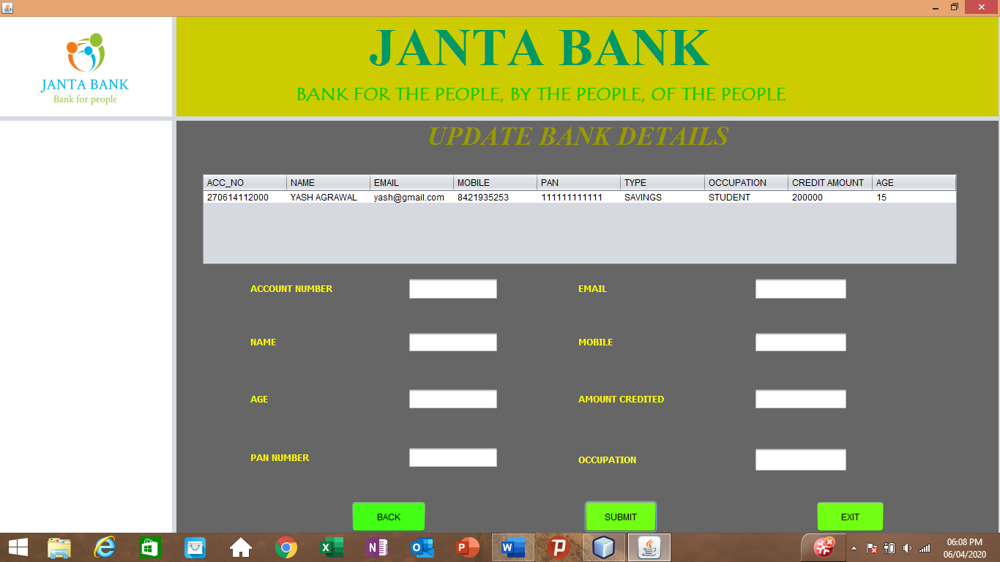 JANTA BANK
Bank for people
JANTA BANK
BANK FOR THE PEOPLE, BY THE PEOPLE, OF THE PEOPLE
UPDATE BANK DETAILS
ACC_NO NAME EMAIL MOBILE PAN TYPE OCCUPATION CREDIT AMOUNT AGE
270614112000 YASH AGRAWAL yash@gmail.com 8421935253 111111111111 SAVINGS STUDENT 200000 15
ACCOUNT NUMBER EMAIL
NAME MOBILE
AGE AMOUNT CREDITED
PAN NUMBER OCCUPATION
BACK SUBMIT EXIT
06:08 PM
06/04/2020